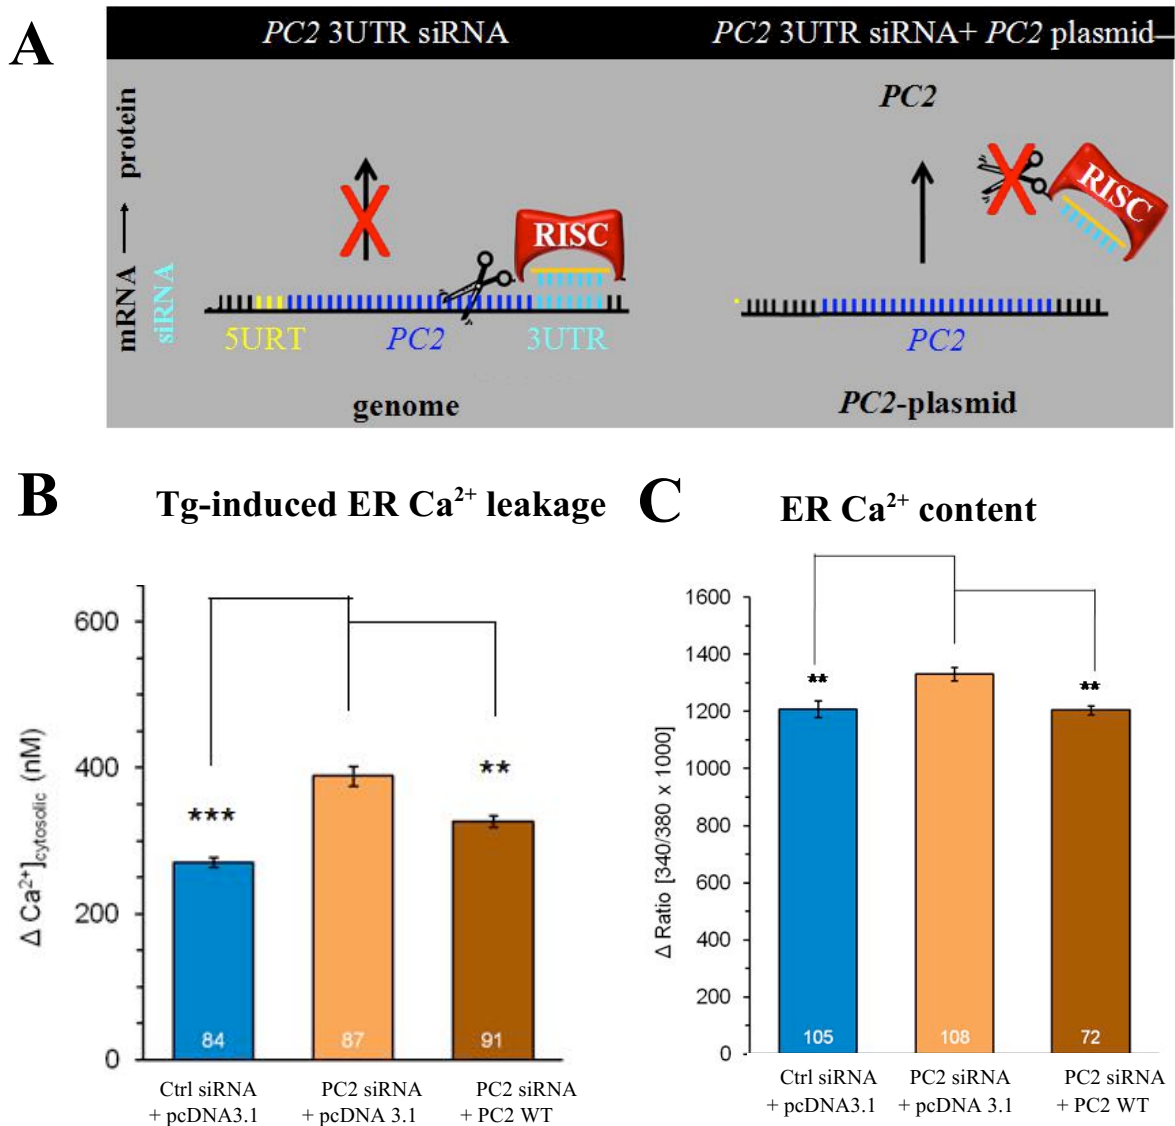 A
PC2 3UTR siRNA
PC2 3UTR siRNA+ PC2 plasmid—
mRNA → protein
siRNA
RISC
5URT
PC2
3UTR
genome
PC2
RISC
PC2
PC2-plasmid
B
Tg-induced ER Ca²⁺ leakage
Δ Ca²⁺]cytosolic (nM)
600
400
200
0
***
**
84
87
91
Ctrl siRNA
+ pcDNA3.1
PC2 siRNA
+ pcDNA 3.1
PC2 siRNA
+ PC2 WT
C
ER Ca²⁺ content
Δ Ratio [340/380 x 1000]
1600
1400
1200
1000
800
600
400
200
0
**
**
105
108
72
Ctrl siRNA
+ pcDNA3.1
PC2 siRNA
+ pcDNA 3.1
PC2 siRNA
+ PC2 WT